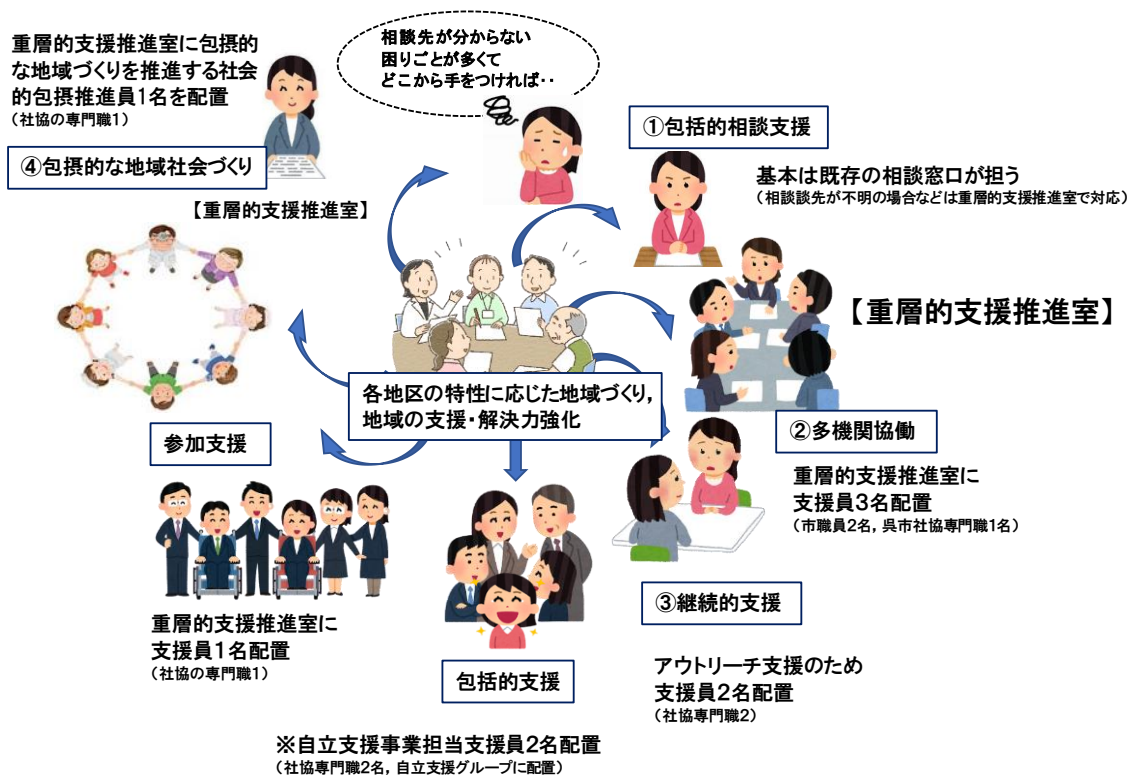 重層的支援推進室に包摂的
な地域づくりを推進する社会
的包摂推進員1名を配置
（社協の専門職1）
④包摂的な地域社会づくり
【重層的支援推進室】
相談先が分からない
困りごとが多くて
どこから手をつければ‥
①包括的相談支援
基本は既存の相談窓口が担う
（相談談先が不明の場合などは重層的支援推進室で対応）
【重層的支援推進室】
各地区の特性に応じた地域づくり，
地域の支援・解決力強化
②多機関協働
重層的支援推進室に
支援員3名配置
（市職員2名，呉市社協専門職1名）
参加支援
重層的支援推進室に
支援員1名配置
（社協の専門職1）
③継続的支援
アウトリーチ支援のため
支援員2名配置
（社協専門職2）
包括的支援
※自立支援事業担当支援員2名配置
（社協専門職2名，自立支援グループに配置）